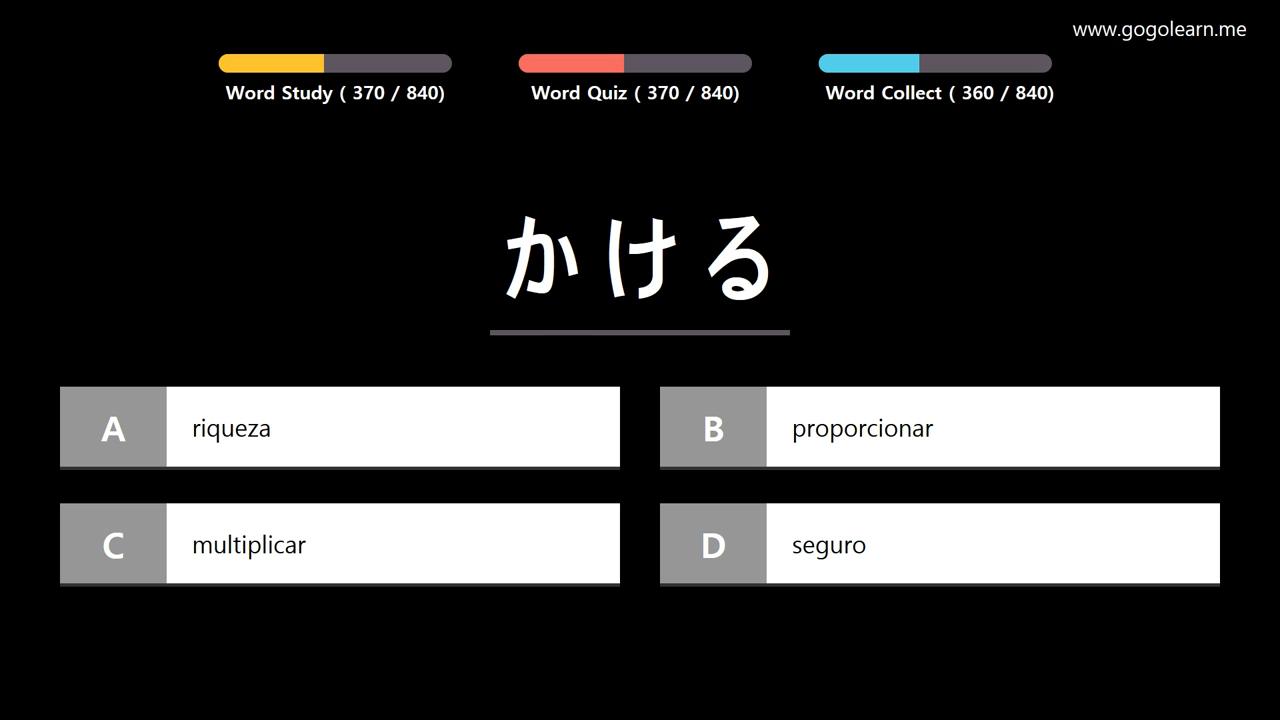 www.gogolearn.me
Word Study ( 370 / 840)
Word Quiz ( 370 / 840)
Word Collect ( 360 / 840)
かける
A riqueza
B proporcionar
C multiplicar
D seguro